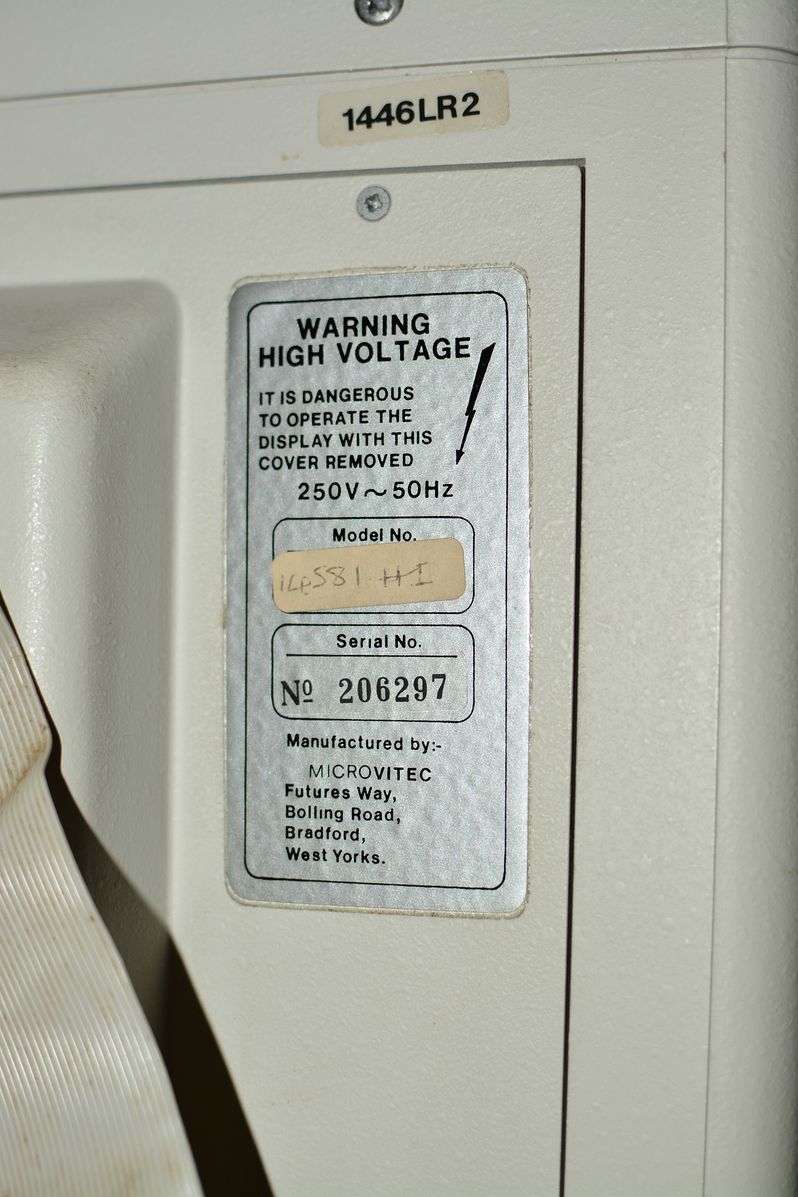 1446LR2
WARNING
HIGH VOLTAGE
IT IS DANGEROUS
TO OPERATE THE
DISPLAY WITH THIS
COVER REMOVED
250V~50Hz
Model No.
Serial No.
Nº 206297
Manufactured by:-
MICROVITEC
Futures Way,
Bolling Road,
Bradford,
West Yorks.